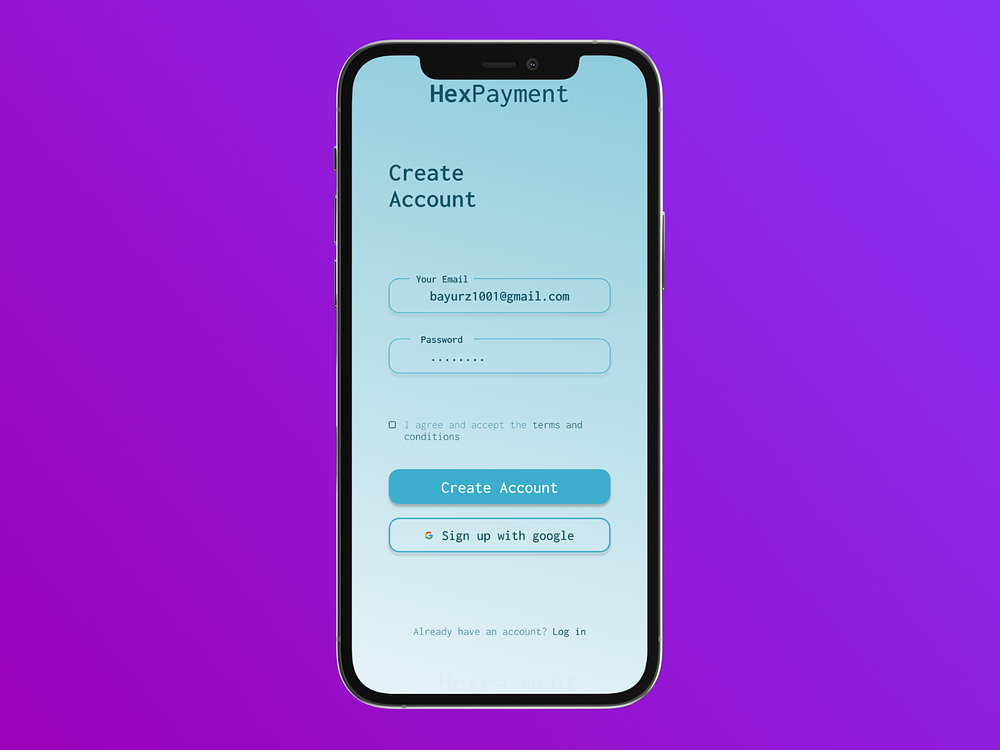 HexPayment
Create
Account
Your Email
bayurz1001@gmail.com
Password
........
I agree and accept the terms and
conditions
Create Account
Sign up with google
Already have an account? Log in
HexPayment